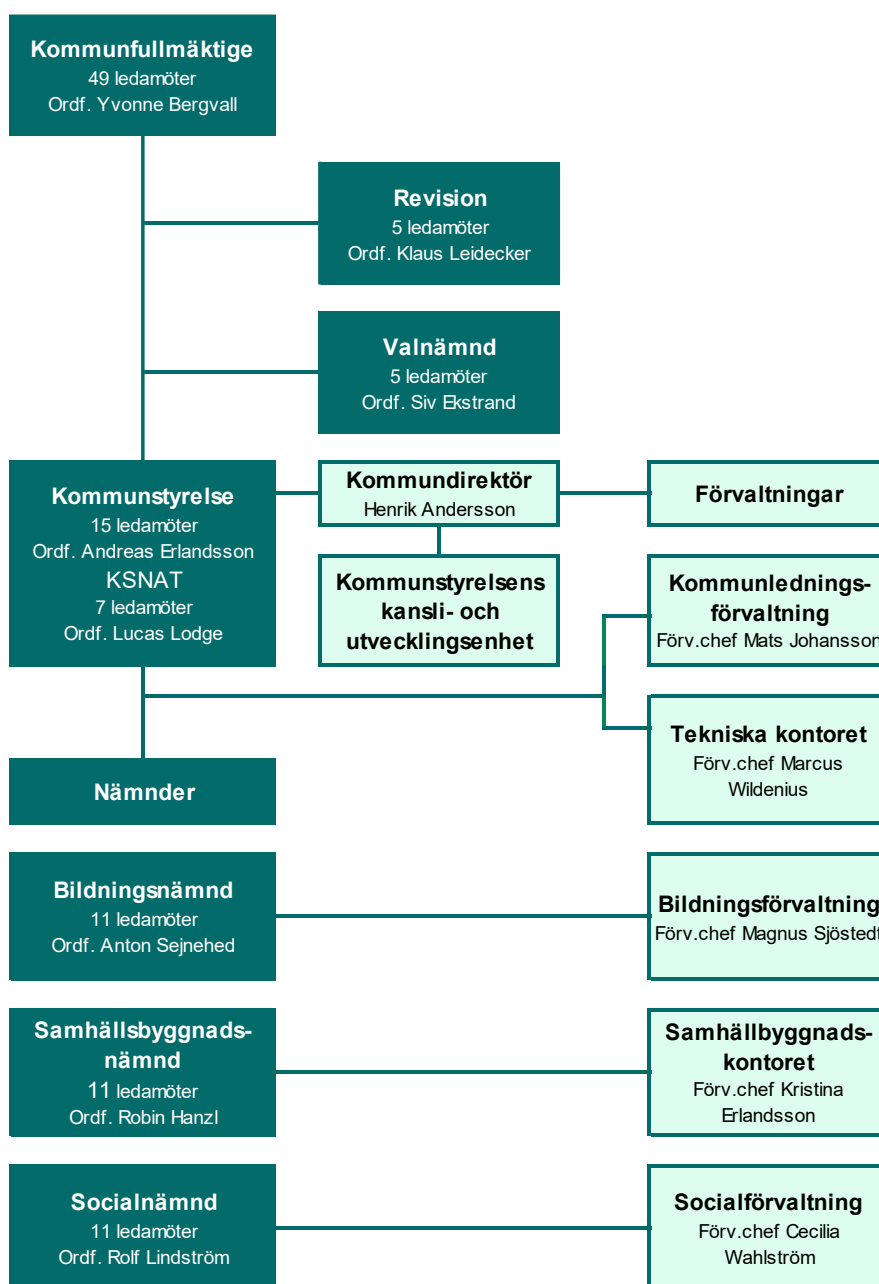 Kommunfullmäktige
49 ledamöter
Ordf. Yvonne Bergvall
Revision
5 ledamöter
Ordf. Klaus Leidecker
Valnämnd
5 ledamöter
Ordf. Siv Ekstrand
Kommunstyrelse
15 ledamöter
Ordf. Andreas Erlandsson
KSNAT
7 ledamöter
Ordf. Lucas Lodge
Kommundirektör
Henrik Andersson
Förvaltningar
Kommunstyrelsens
kansli- och
utvecklingsenhet
Kommunlednings-
förvaltning
Förv.chef Mats Johansson
Tekniska kontoret
Förv.chef Marcus
Wildenius
Nämnder
Bildningsnämnd
11 ledamöter
Ordf. Anton Sejnehed
Bildningsförvaltning
Förv.chef Magnus Sjöstedt
Samhällsbyggnads-
nämnd
11 ledamöter
Ordf. Robin Hanzl
Samhällbyggnads-
kontoret
Förv.chef Kristina
Erlandsson
Socialnämnd
11 ledamöter
Ordf. Rolf Lindström
Socialförvaltning
Förv.chef Cecilia
Wahlström